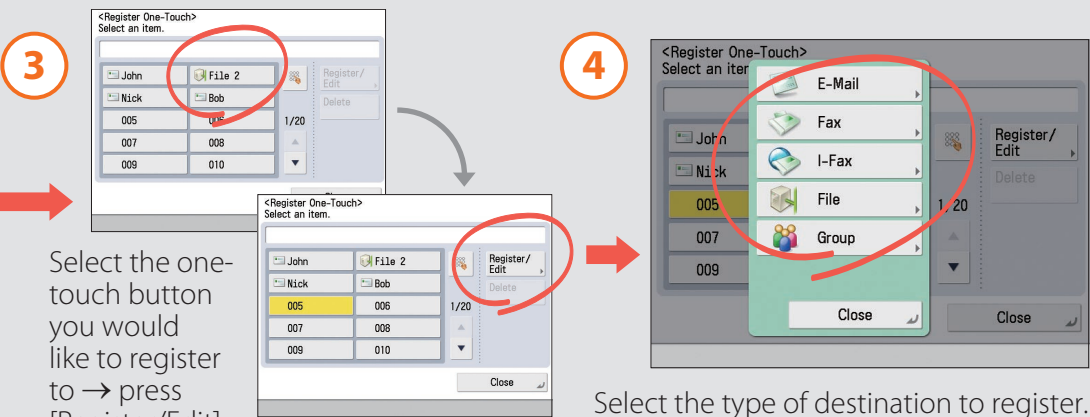 3
<Register One-Touch>
Select an item.
John
File 2
Register/
Edit
Nick
Bob
Delete
005
006
1/20
007
008
009
010
<Register One-Touch>
Select an item.
John
File 2
Register/
Edit
Nick
Bob
Delete
005
006
1/20
007
008
009
010
Close
Select the one-
touch button
you would
like to register
to → press
[Register/Edit]
4
<Register One-Touch>
Select an item
E-Mail
Fax
John
Register/
Edit
I-Fax
Nick
Delete
File
005
1/20
Group
007
009
Close
Close
Select the type of destination to register.